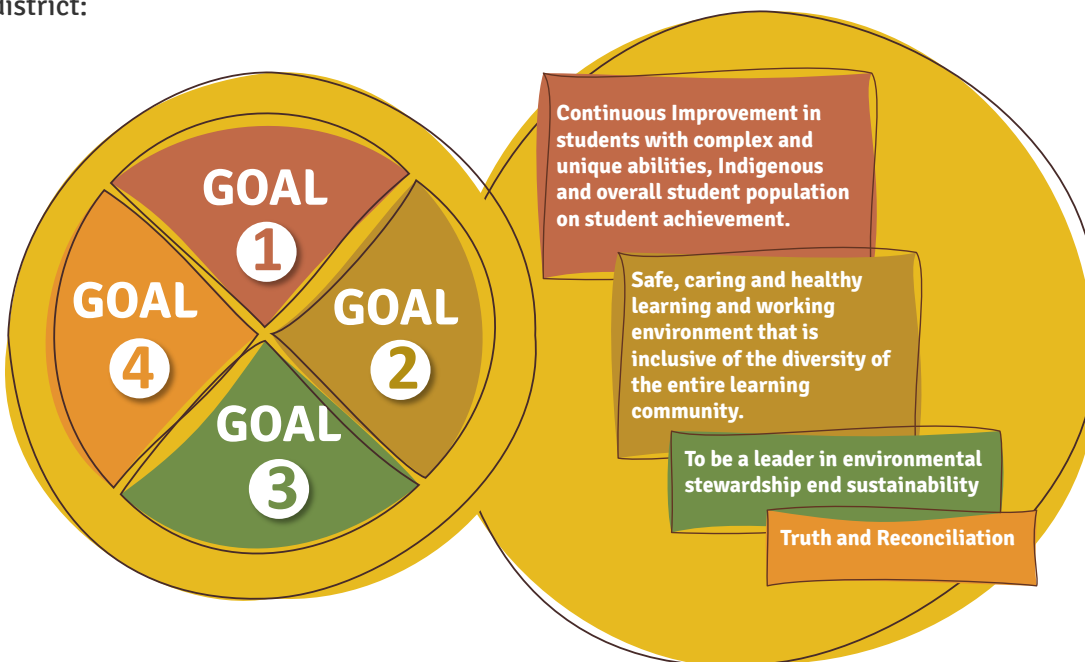 district:
GOAL
1
GOAL
2
GOAL
3
GOAL
4
Continuous Improvement in
students with complex and
unique abilities, Indigenous
and overall student population
on student achievement.
Safe, caring and healthy
learning and working
environment that is
inclusive of the diversity of
the entire learning
community.
To be a leader in environmental
stewardship end sustainability
Truth and Reconciliation